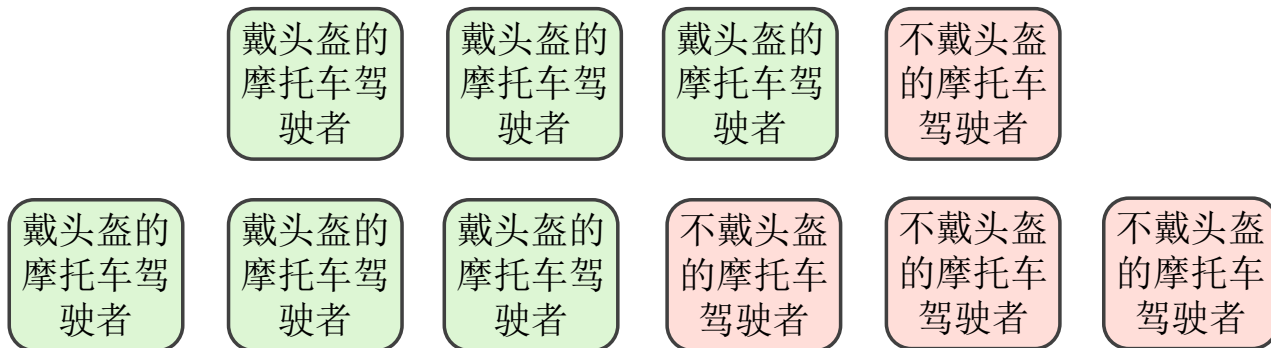 戴头盔的
摩托车驾
驶者
戴头盔的
摩托车驾
驶者
戴头盔的
摩托车驾
驶者
不戴头盔
的摩托车
驾驶者
戴头盔的
摩托车驾
驶者
戴头盔的
摩托车驾
驶者
戴头盔的
摩托车驾
驶者
不戴头盔
的摩托车
驾驶者
不戴头盔
的摩托车
驾驶者
不戴头盔
的摩托车
驾驶者